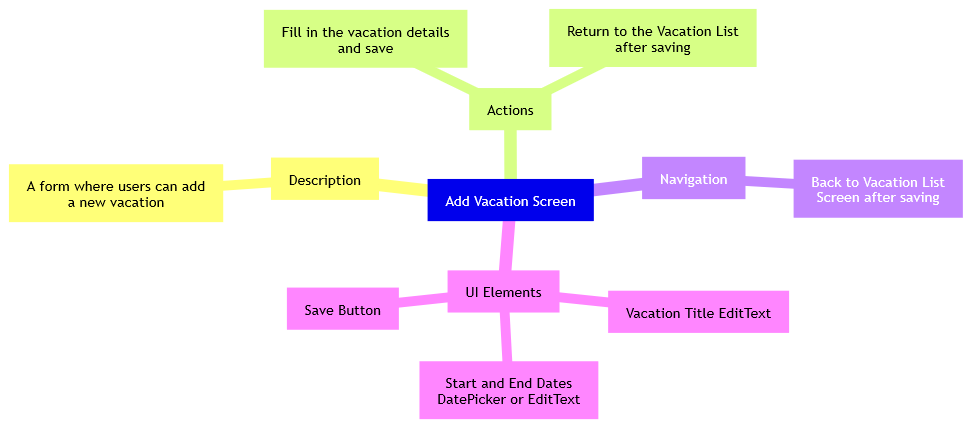 Fill in the vacation details
and save
Return to the Vacation List
after saving
Actions
A form where users can add
a new vacation
Description
Add Vacation Screen
Navigation
Back to Vacation List
Screen after saving
UI Elements
Save Button
Vacation Title EditText
Start and End Dates
DatePicker or EditText